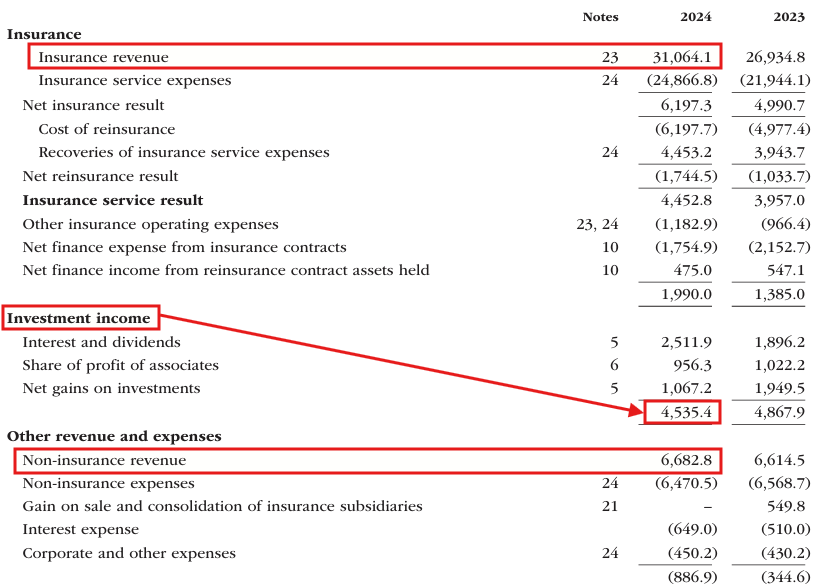 Notes 2024 2023
Insurance
Insurance revenue 23 31,064.1 26,934.8
Insurance service expenses 24 (24,866.8) (21,944.1)
Net insurance result 6,197.3 4,990.7
Cost of reinsurance (6,197.7) (4,977.4)
Recoveries of insurance service expenses 24 4,453.2 3,943.7
Net reinsurance result (1,744.5) (1,033.7)
Insurance service result 4,452.8 3,957.0
Other insurance operating expenses 23, 24 (1,182.9) (966.4)
Net finance expense from insurance contracts 10 (1,754.9) (2,152.7)
Net finance income from reinsurance contract assets held 10 475.0 547.1
1,990.0 1,385.0
Investment income
Interest and dividends 5 2,511.9 1,896.2
Share of profit of associates 6 956.3 1,022.2
Net gains on investments 5 1,067.2 1,949.5
4,535.4 4,867.9
Other revenue and expenses
Non-insurance revenue 6,682.8 6,614.5
Non-insurance expenses 24 (6,470.5) (6,568.7)
Gain on sale and consolidation of insurance subsidiaries 21 – 549.8
Interest expense (649.0) (510.0)
Corporate and other expenses 24 (450.2) (430.2)
(886.9) (344.6)